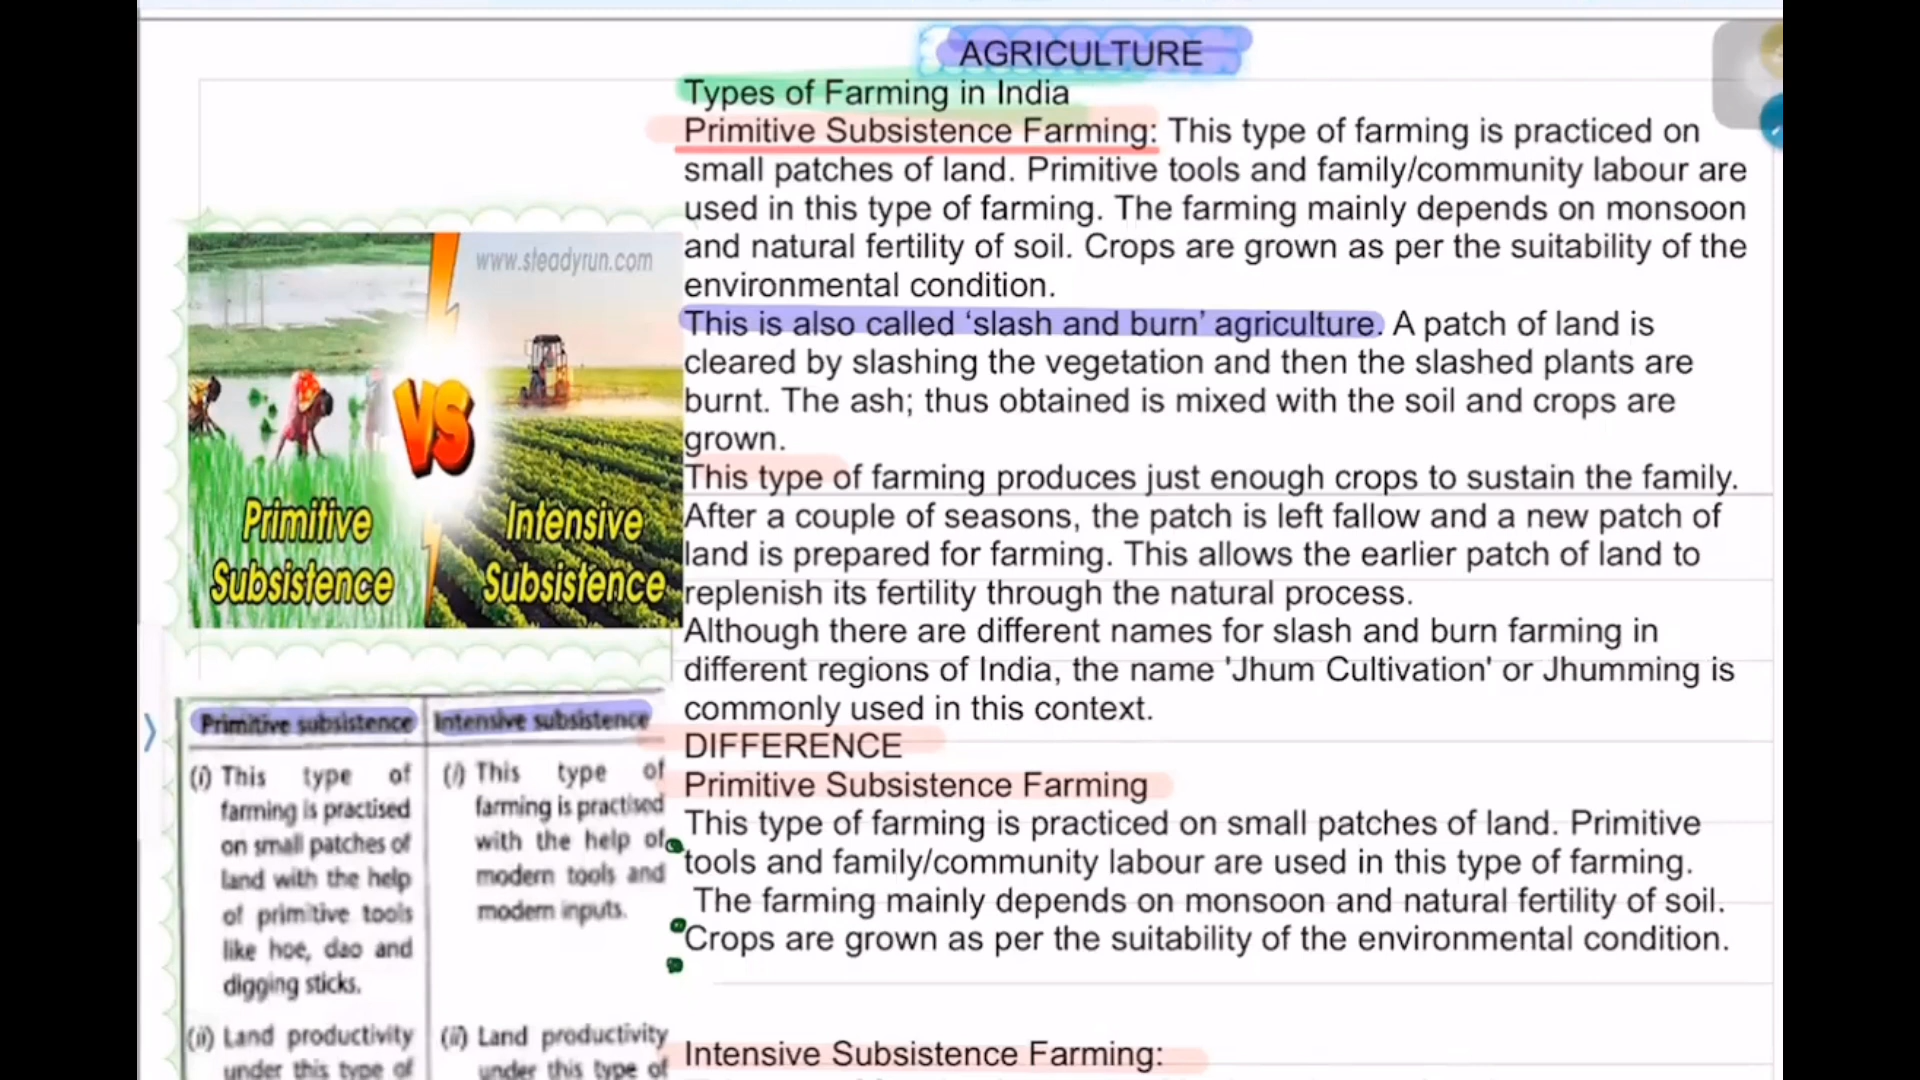 AGRICULTURE
Types of Farming in India
Primitive Subsistence Farming: This type of farming is practiced on
small patches of land. Primitive tools and family/community labour are
used in this type of farming. The farming mainly depends on monsoon
and natural fertility of soil. Crops are grown as per the suitability of the
environmental condition.
This is also called ‘slash and burn’ agriculture. A patch of land is
cleared by slashing the vegetation and then the slashed plants are
burnt. The ash; thus obtained is mixed with the soil and crops are
grown.
This type of farming produces just enough crops to sustain the family.
After a couple of seasons, the patch is left fallow and a new patch of
land is prepared for farming. This allows the earlier patch of land to
replenish its fertility through the natural process.
Although there are different names for slash and burn farming in
different regions of India, the name 'Jhum Cultivation' or Jhumming is
commonly used in this context.
DIFFERENCE
Primitive Subsistence Farming
This type of farming is practiced on small patches of land. Primitive
tools and family/community labour are used in this type of farming.
The farming mainly depends on monsoon and natural fertility of soil.
Crops are grown as per the suitability of the environmental condition.
Intensive Subsistence Farming:
www.steadyrun.com
VS
Primitive
Subsistence
Intensive
Subsistence
Primitive subsistence
(i) This type of
farming is practised
on small patches of
land with the help
of primitive tools
like hoe, dao and
digging sticks.
(ii) Land productivity
under this type of
Intensive subsistence
(i) This type of
farming is practised
with the help of
modern tools and
modern inputs.
(ii) Land productivity
under this type of